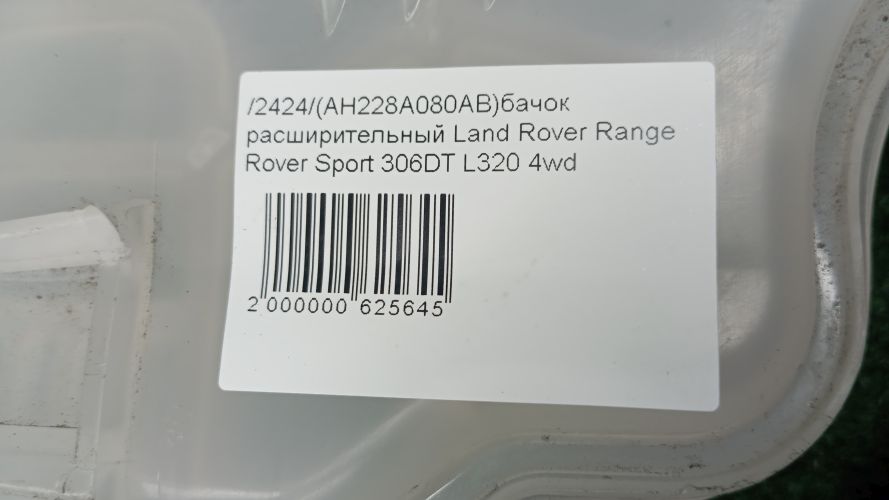 /2424/(AH228A080AB)бачок
расширительный Land Rover Range
Rover Sport 306DT L320 4wd
2 000000 625645